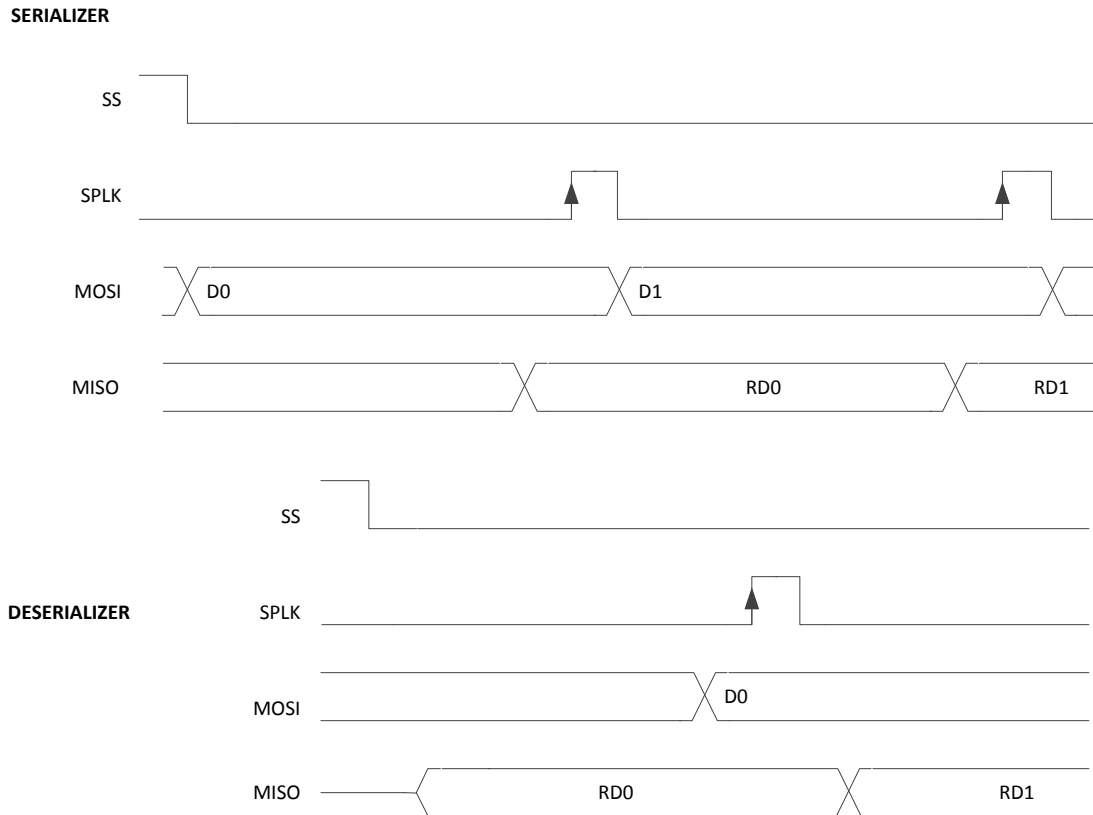 SERIALIZER
SS
SPLK
MOSI D0 D1
MISO RD0 RD1
SS
DESERIALIZER SPLK
MOSI D0
MISO RD0 RD1